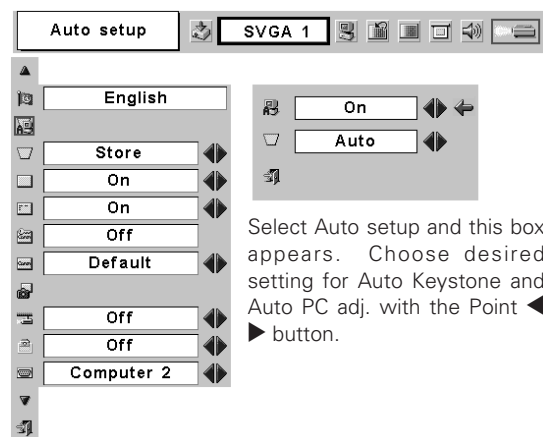 Auto setup
SVGA 1
English
Store
On
On
Off
Default
Off
Off
Computer 2
On
Auto
Select Auto setup and this box
appears. Choose desired
setting for Auto Keystone and
Auto PC adj. with the Point ◀
▶ button.